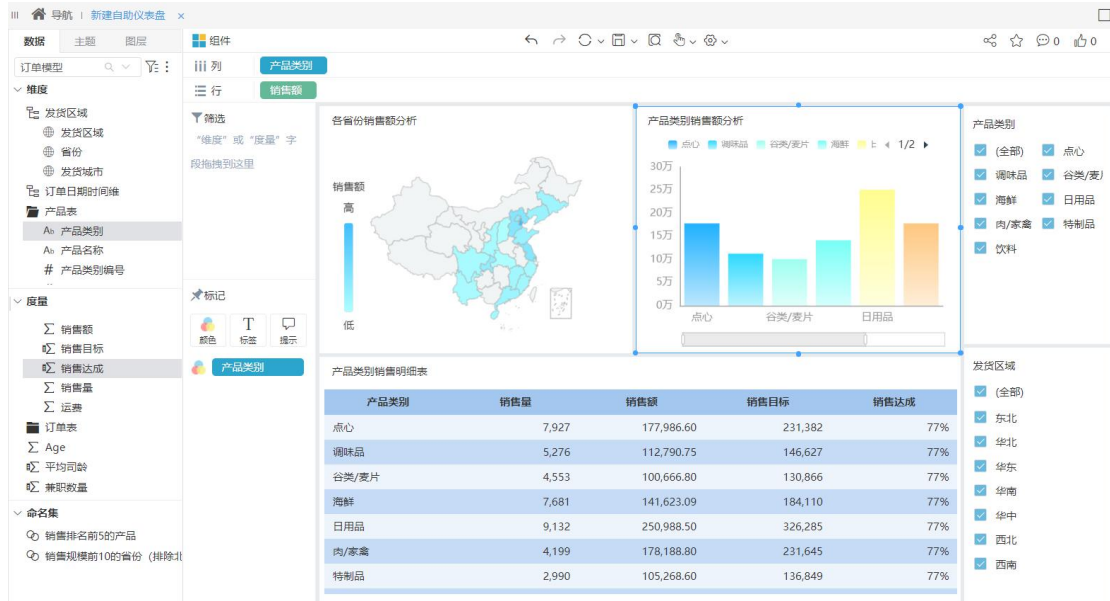 导航 新建自助仪表盘 ×
数据 主题 图层 组件 0 0
订单模型
列 产品类别
行 销售额
维度
发货区域
发货区域
省份
发货城市
订单日期时间维
产品表
Ab 产品类别
Ab 产品名称
# 产品类别编号
度量
销售额
销售目标
销售达成
销售量
运费
订单表
Age
平均司龄
兼职数量
命名集
销售排名前5的产品
销售规模前10的省份（排除北
筛选
“维度”或“度量”字
段拖拽到这里
标记
颜色 标签 提示
产品类别
各省份销售额分析
销售额
高
低
产品类别销售额分析
点心 调味品 谷类/麦片 海鲜 1/2
30万
25万
20万
15万
10万
5万
0万
点心 谷类/麦片 日用品
产品类别销售明细表
产品类别 销售量 销售额 销售目标 销售达成
点心 7,927 177,986.60 231,382 77%
调味品 5,276 112,790.75 146,627 77%
谷类/麦片 4,553 100,666.80 130,866 77%
海鲜 7,681 141,623.09 184,110 77%
日用品 9,132 250,988.50 326,285 77%
肉/家禽 4,199 178,188.80 231,645 77%
特制品 2,990 105,268.60 136,849 77%
产品类别
(全部) 点心
调味品 谷类/麦
海鲜 日用品
肉/家禽 特制品
饮料
发货区域
(全部)
东北
华北
华东
华南
华中
西北
西南